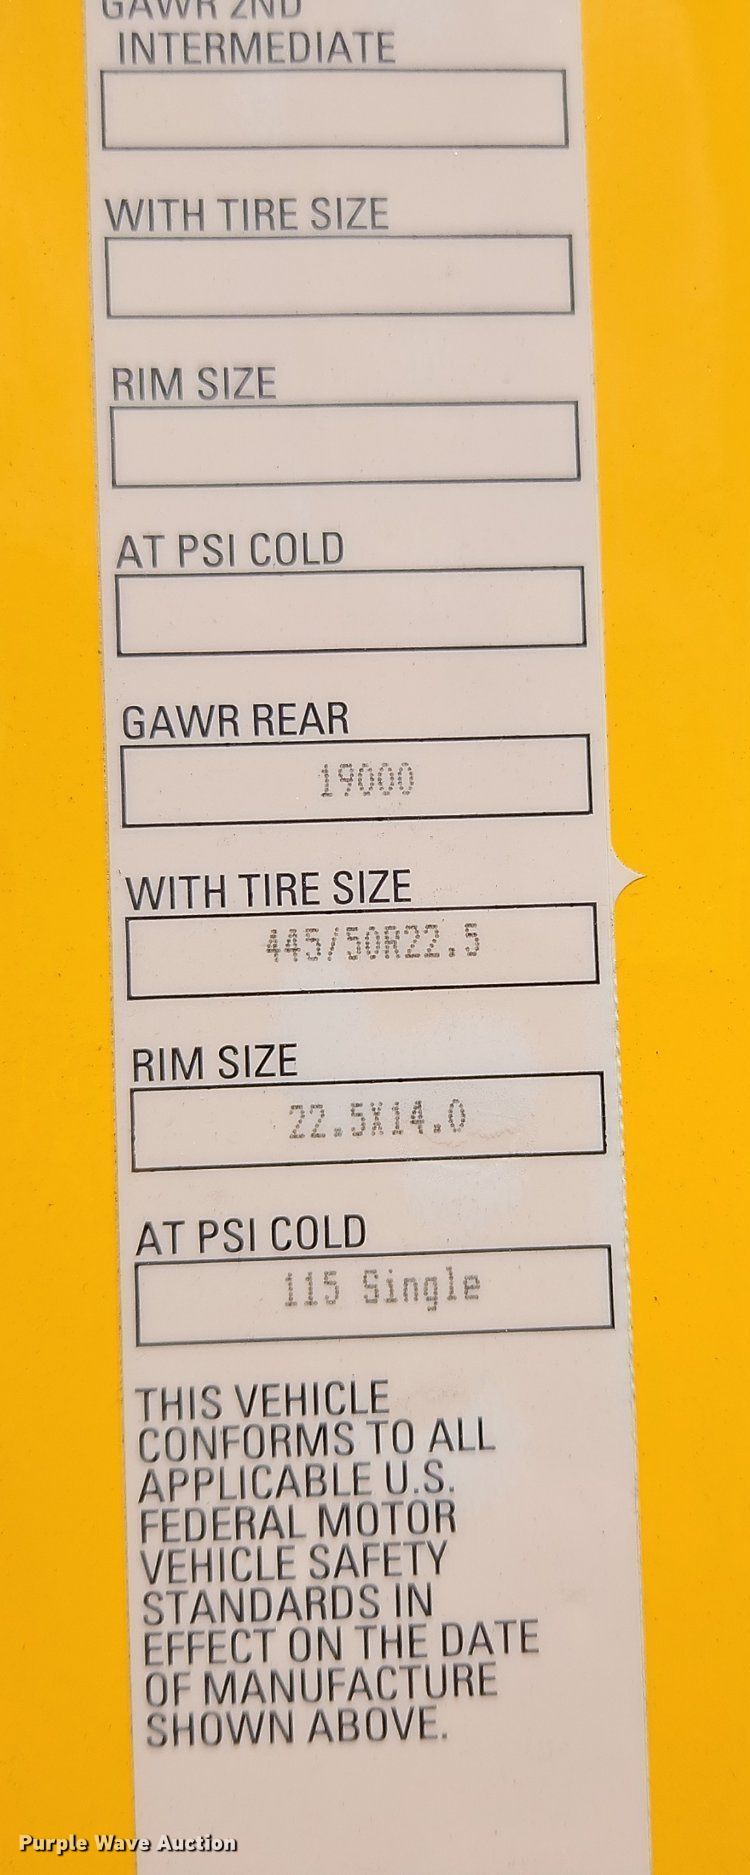 GAWR 2ND
INTERMEDIATE
WITH TIRE SIZE
RIM SIZE
AT PSI COLD
GAWR REAR
19000
WITH TIRE SIZE
445/50R22.5
RIM SIZE
22.5X14.0
AT PSI COLD
115 Single
THIS VEHICLE
CONFORMS TO ALL
APPLICABLE U.S.
FEDERAL MOTOR
VEHICLE SAFETY
STANDARDS IN
EFFECT ON THE DATE
OF MANUFACTURE
SHOWN ABOVE.
Purple Wave Auction